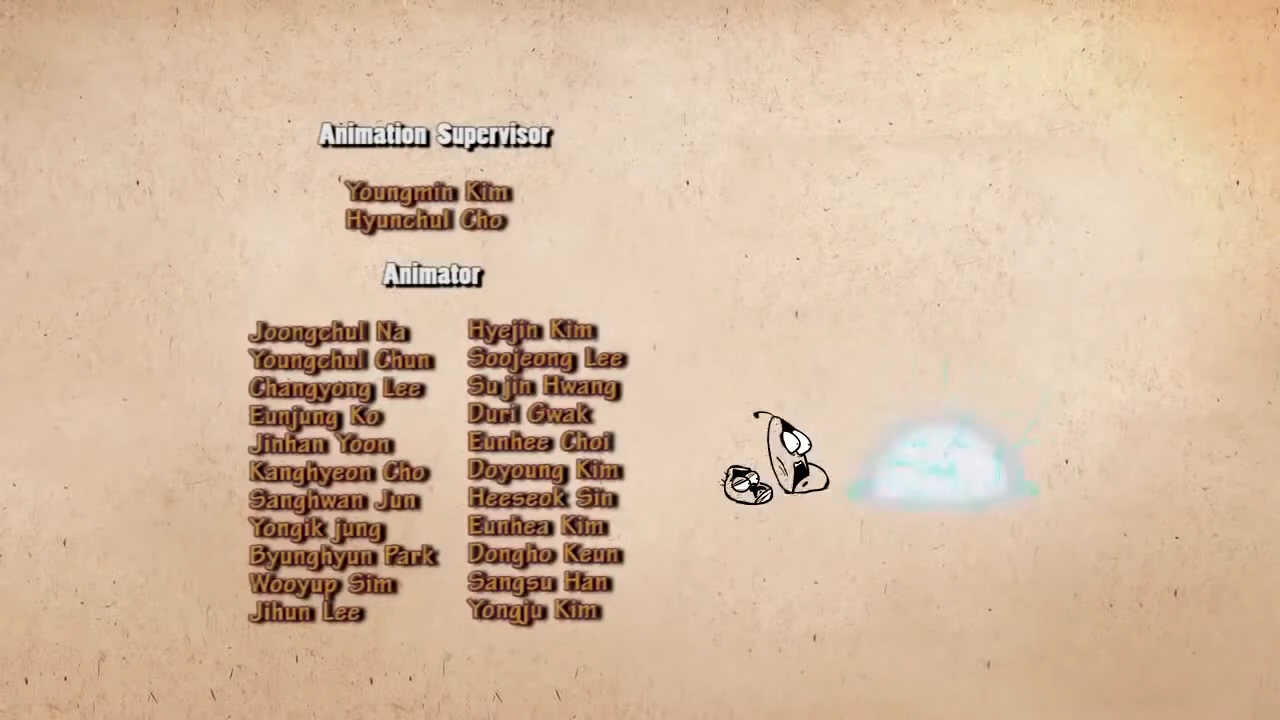 Animation Supervisor
Youngmin Kim
Hyunchul Cho
Animator
Joongchul Na
Youngchul Chun
Changyong Lee
Eunjung Ko
Jinhan Yoon
Kanghyeon Cho
Sanghwan Jun
Yongik jung
Byunghyun Park
Wooyup Sim
Jihun Lee
Hyejin Kim
Soojeong Lee
Sujin Hwang
Duri Gwak
Eunhee Choi
Doyoung Kim
Heeseok Sin
Eunhea Kim
Dongho Keun
Sangsu Han
Yongju Kim